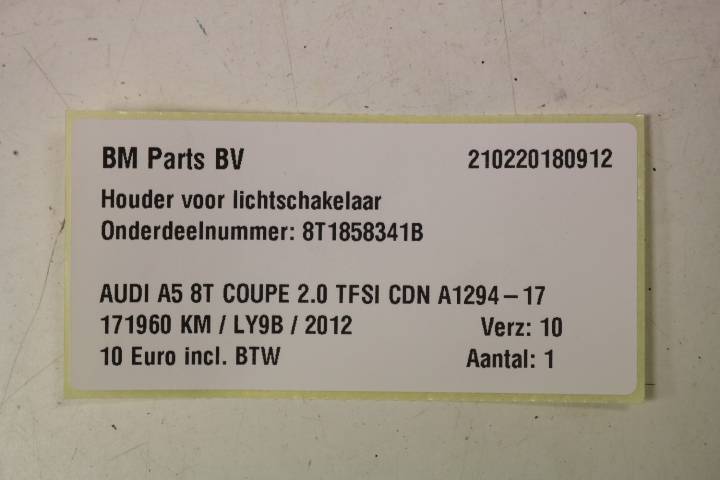 BM Parts BV 210220180912
Houder voor lichtschakelaar
Onderdeelnummer: 8T1858341B
AUDI A5 8T COUPE 2.0 TFSI CDN A1294-17
171960 KM / LY9B / 2012 Verz: 10
10 Euro incl. BTW Aantal: 1